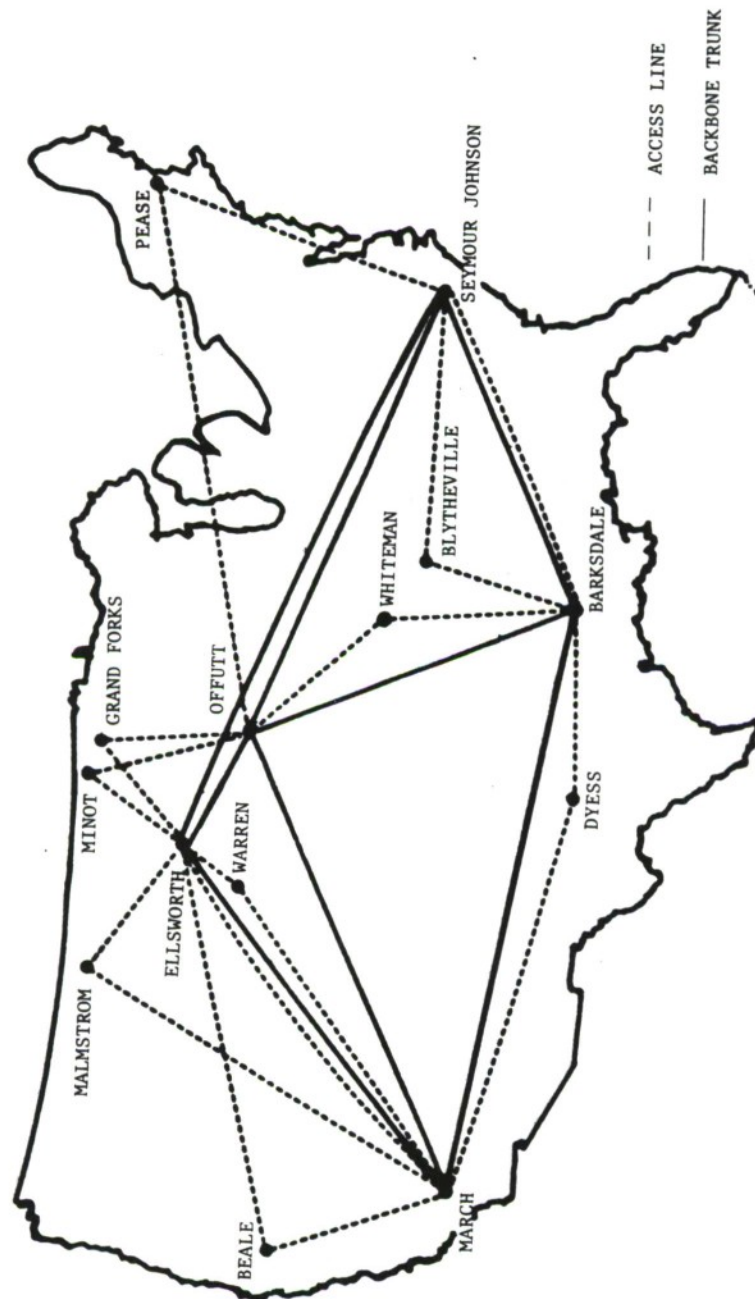 PEASE
GRAND FORKS
MINOT
MALMSTROM
OFFUTT
ELLSWORTH
WARREN
BEALE
WHITEMAN
BLYTHEVILLE
SEYMOUR JOHNSON
MARCH
DYESS
BARKSDALE
ACCESS LINE
BACKBONE TRUNK